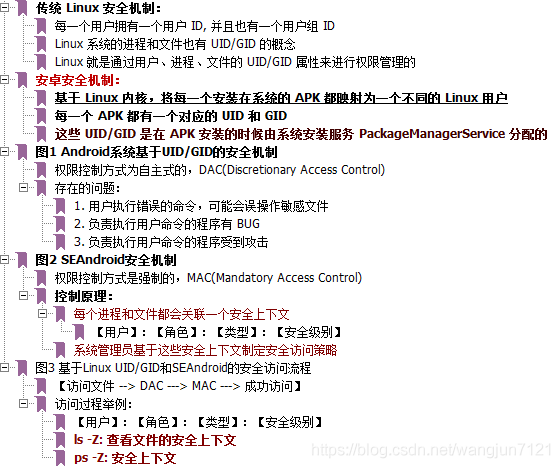 传统 Linux 安全机制：
每一个用户拥有一个用户 ID, 并且也有一个用户组 ID
Linux 系统的进程和文件也有 UID/GID 的概念
Linux 就是通过用户、进程、文件的 UID/GID 属性来进行权限管理的
安卓安全机制：
基于 Linux 内核，将每一个安装在系统的 APK 都映射为一个不同的 Linux 用户
每一个 APK 都有一个对应的 UID 和 GID
这些 UID/GID 是在 APK 安装的时候由系统安装服务 PackageManagerService 分配的
图1 Android系统基于UID/GID的安全机制
权限控制方式为自主式的，DAC(Discretionary Access Control)
存在的问题：
1. 用户执行错误的命令，可能会误操作敏感文件
2. 负责执行用户命令的程序有 BUG
3. 负责执行用户命令的程序受到攻击
图2 SEAndroid安全机制
权限控制方式是强制的，MAC(Mandatory Access Control)
控制原理：
每个进程和文件都会关联一个安全上下文
【用户】:【角色】:【类型】:【安全级别】
系统管理员基于这些安全上下文制定安全访问策略
图3 基于Linux UID/GID和SEAndroid的安全访问流程
【访问文件 --> DAC ---> MAC ---> 成功访问】
访问过程举例：
【用户】:【角色】:【类型】:【安全级别】
ls -Z: 查看文件的安全上下文
ps -Z: 安全上下文
https://blog.csdn.net/wangjun7121